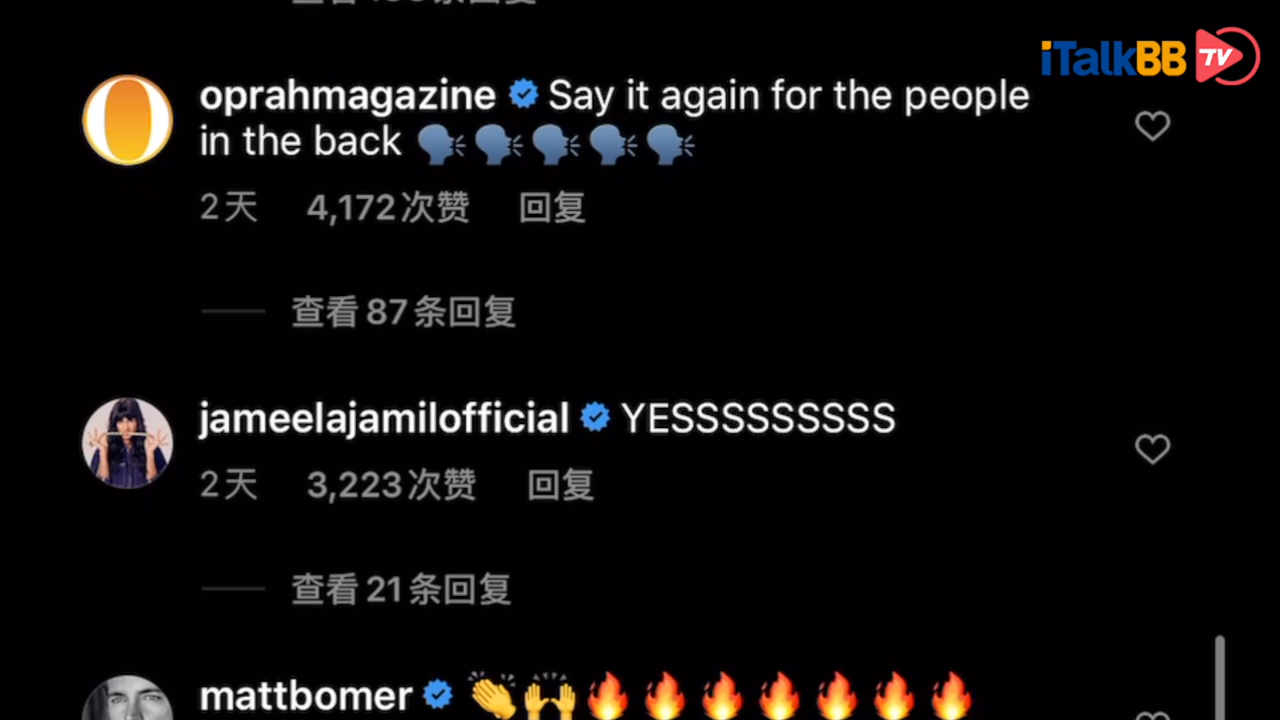 iTalkBB TV
oprahmagazine Say it again for the people
in the back 🗣🗣🗣🗣🗣
2天 4,172次赞 回复
查看 87 条回复
jameelajamilofficial YESSSSSSSSS
2天 3,223次赞 回复
查看 21 条回复
mattbomer 👏🙌🔥🔥🔥🔥🔥🔥🔥